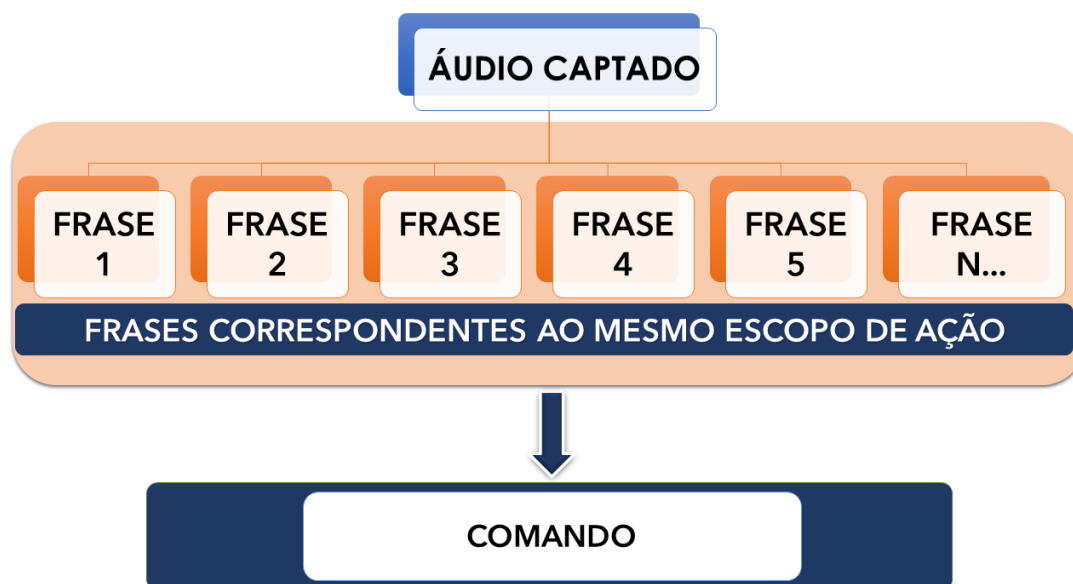 ÁUDIO CAPTADO
FRASE
1
FRASE
2
FRASE
3
FRASE
4
FRASE
5
FRASE
N...
FRASES CORRESPONDENTES AO MESMO ESCOPO DE AÇÃO
COMANDO